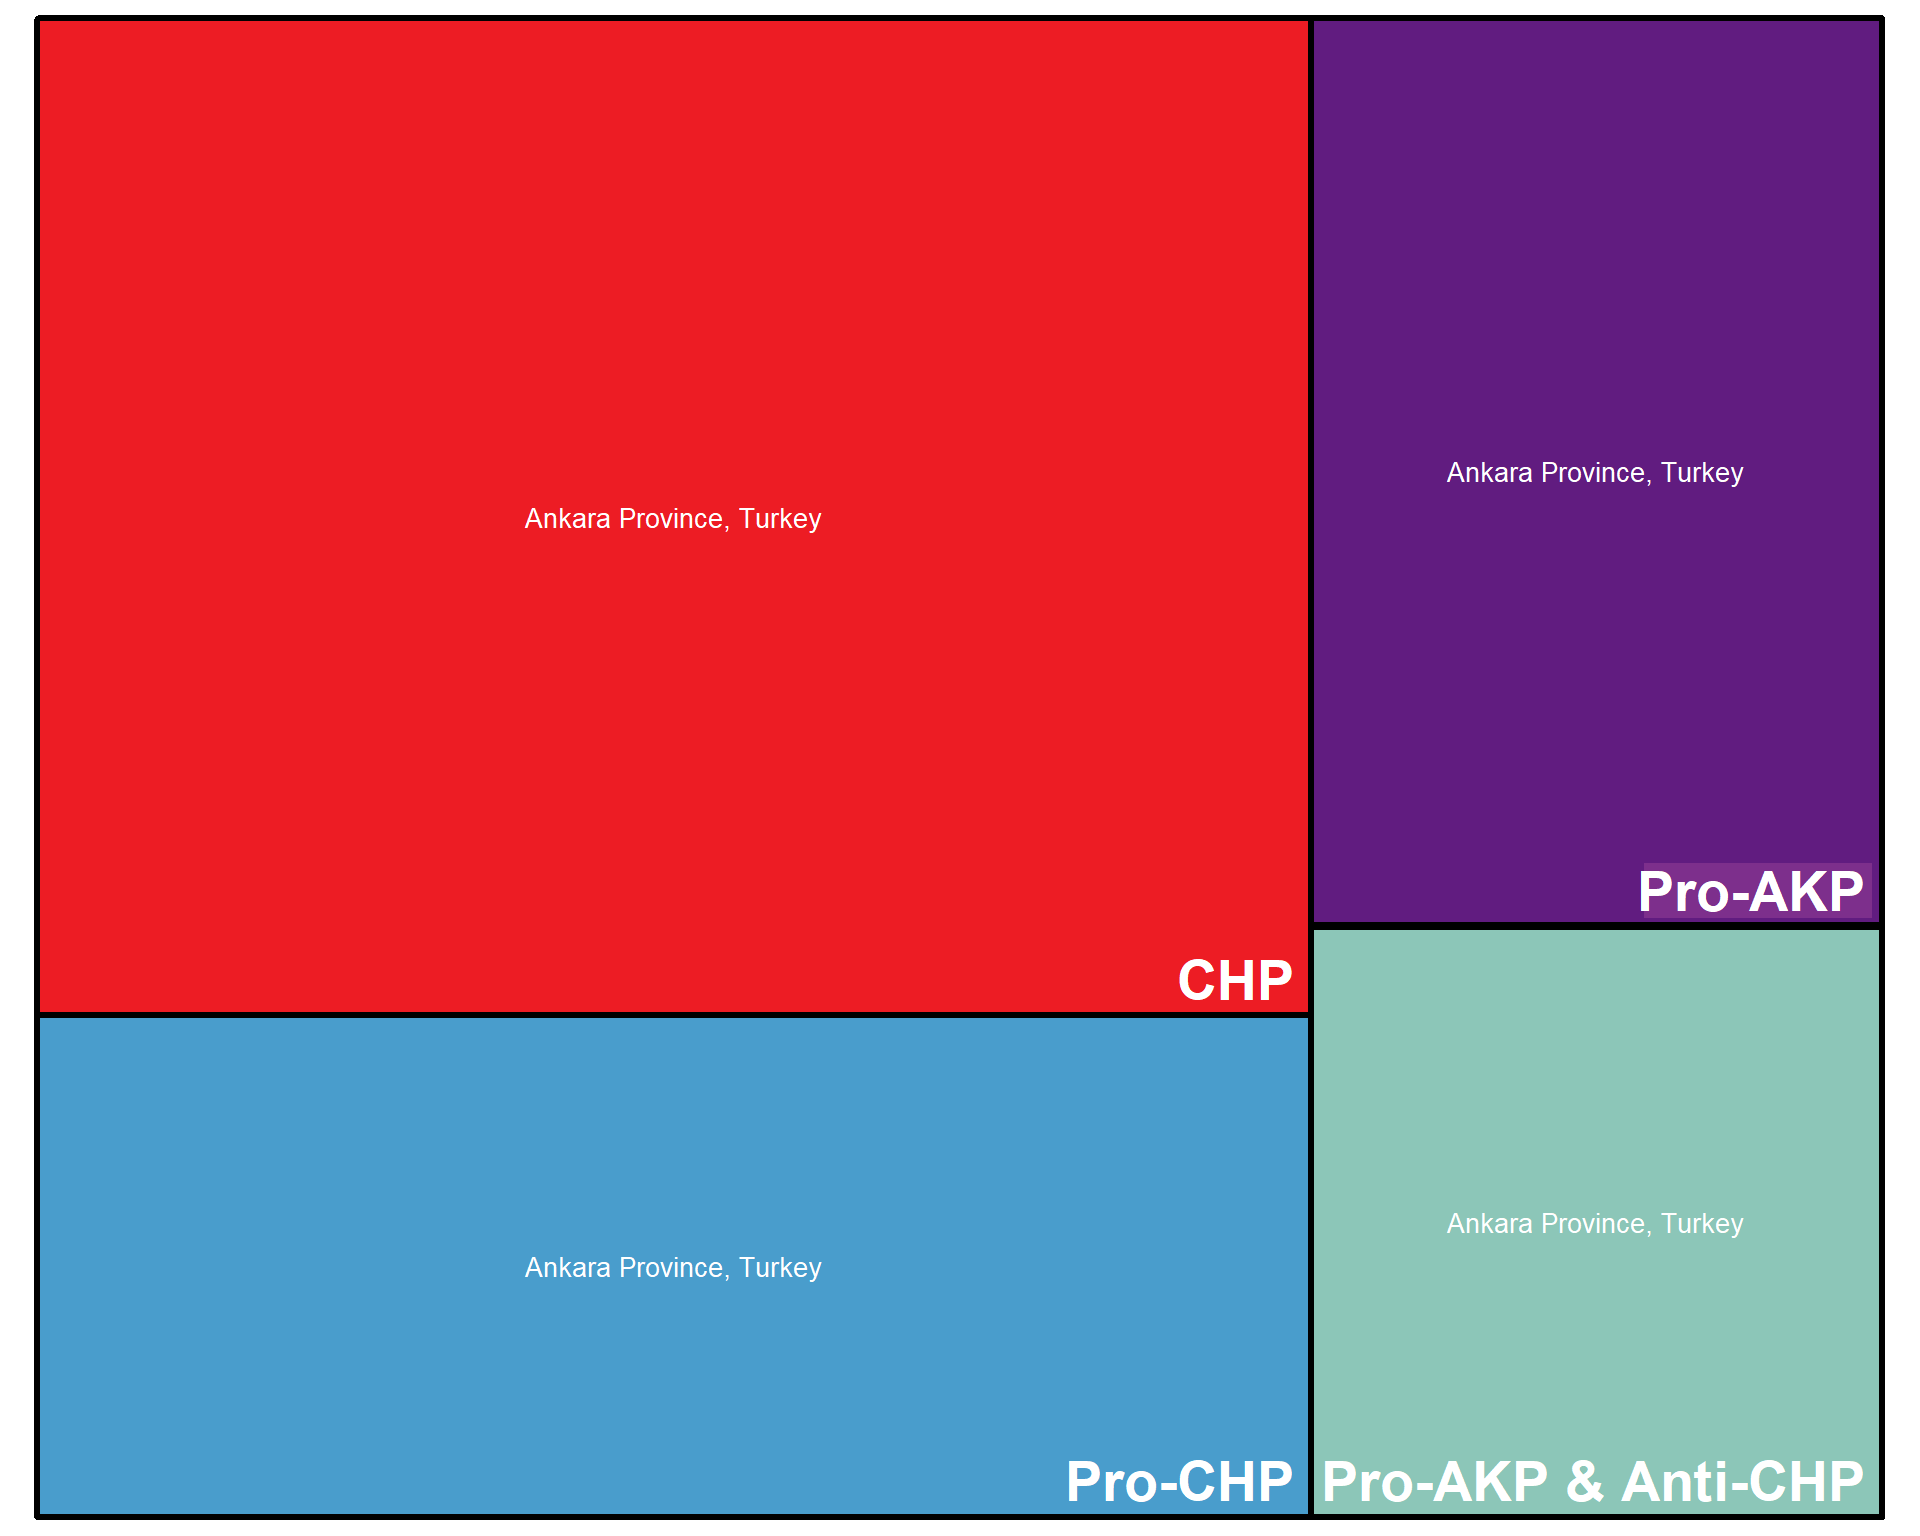 Ankara Province, Turkey
CHP
Ankara Province, Turkey
Pro-AKP
Ankara Province, Turkey
Pro-CHP
Ankara Province, Turkey
Pro-AKP & Anti-CHP